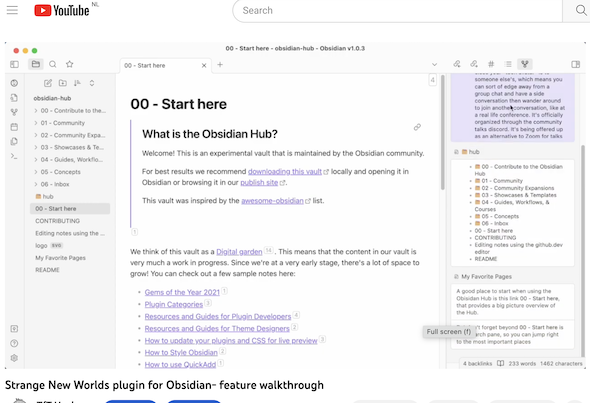 YouTube NL
Search
00 - Start here - obsidian-hub - Obsidian v1.0.3
00 - Start here
4
obsidian-hub
00 - Contribute to the...
01 - Community
02 - Community Expa...
03 - Showcases & Te...
04 - Guides, Workflo...
05 - Concepts
06 - Inbox
hub
00 - Start here
CONTRIBUTING
Editing notes using the ...
logo SVG
My Favorite Pages
README
00 - Start here
What is the Obsidian Hub?
Welcome! This is an experimental vault that is maintained by the Obsidian community.
For best results we recommend downloading this vault locally and opening it in
Obsidian or browsing it in our publish site.
This vault was inspired by the awesome-obsidian list.
1
We think of this vault as a Digital garden 14 . This means that the content in our vault is
very much a work in progress. Since we're at a very early stage, there's a lot of space to
grow! You can check out a few sample notes here:
Gems of the Year 2021 1
Plugin Categories 3
Resources and Guides for Plugin Developers 4
Resources and Guides for Theme Designers 2
How to update your plugins and CSS for live preview 3
How to Style Obsidian 2
How to use QuickAdd 1
someone else's, which means you
can sort of edge away from a
group chat and have a side
conversation then wander around
to another conversation, like at
a real life conference. It's officially
organized through the community
talks discord. It's being offered up
as an alternative to Zoom for talks
hub
00 - Contribute to the Obsidian
Hub
01 - Community
02 - Community Expansions
03 - Showcases & Templates
04 - Guides, Workflows, &
Courses
05 - Concepts
06 - Inbox
00 - Start here
CONTRIBUTING
Editing notes using the github.dev
editor
README
My Favorite Pages
A good place to start when using the
Obsidian Hub is this link 00 - Start here,
that provides a big picture overview of
the Hub.
forget beyond 00 - Start here is
pane, so you can jump right
to the most important places
Full screen (f)
4 backlinks 233 words 1462 characters
Strange New Worlds plugin for Obsidian- feature walkthrough